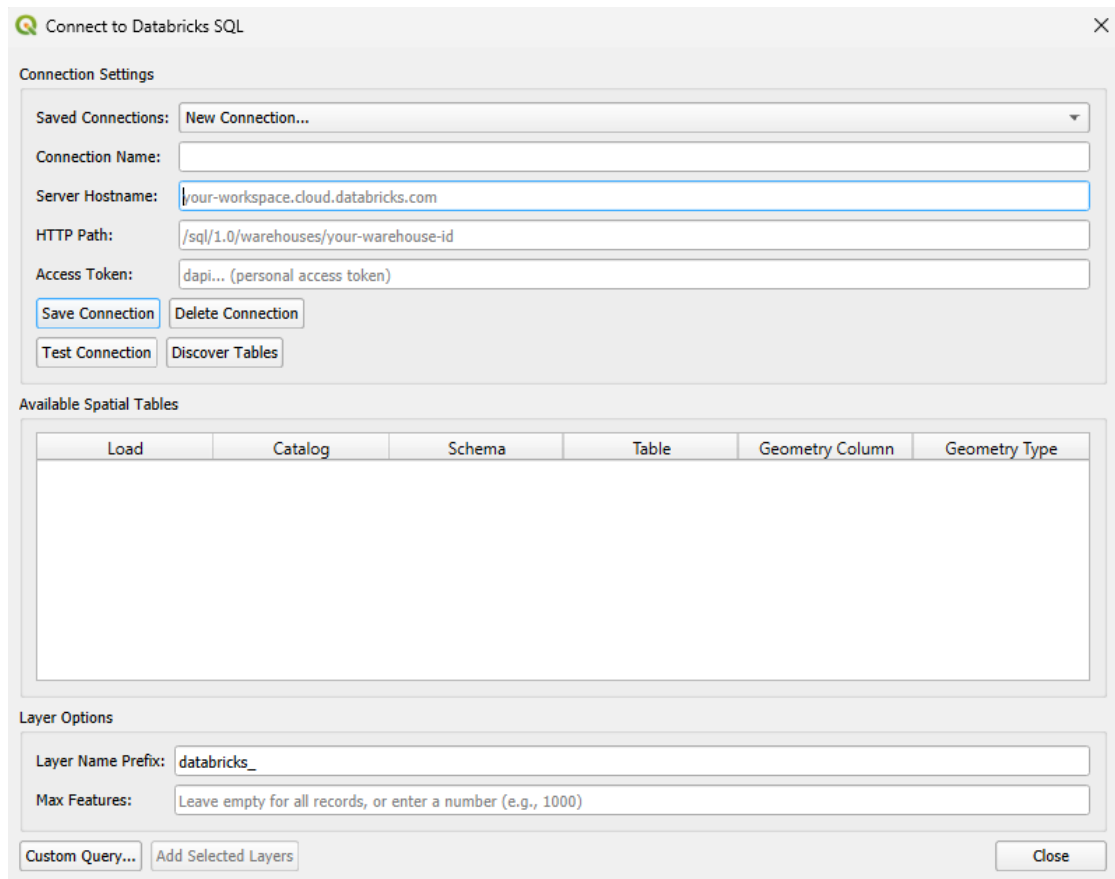 Connect to Databricks SQL
Connection Settings
Saved Connections: New Connection...
Connection Name:
Server Hostname: your-workspace.cloud.databricks.com
HTTP Path: /sql/1.0/warehouses/your-warehouse-id
Access Token: dapi... (personal access token)
Save Connection Delete Connection
Test Connection Discover Tables
Available Spatial Tables
Load Catalog Schema Table Geometry Column Geometry Type
Layer Options
Layer Name Prefix: databricks_
Max Features: Leave empty for all records, or enter a number (e.g., 1000)
Custom Query... Add Selected Layers Close